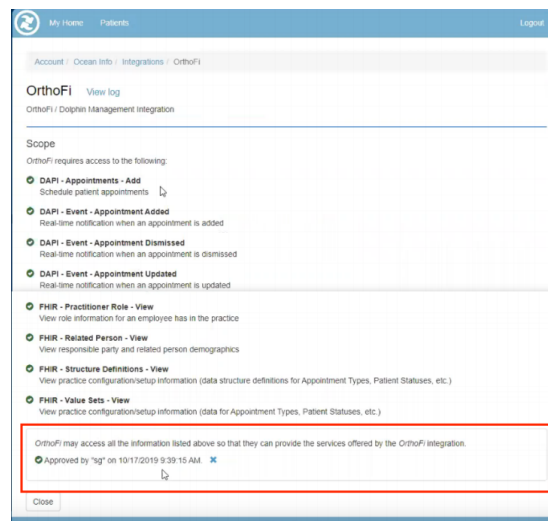 My Home Patients Logout
Account / Ocean Info / Integrations / OrthoFi
OrthoFi View log
OrthoFi / Dolphin Management Integration
Scope
OrthoFi requires access to the following:
DAPI - Appointments - Add
Schedule patient appointments
DAPI - Event - Appointment Added
Real-time notification when an appointment is added
DAPI - Event - Appointment Dismissed
Real-time notification when an appointment is dismissed
DAPI - Event - Appointment Updated
Real-time notification when an appointment is updated
FHIR - Practitioner Role - View
View role information for an employee has in the practice
FHIR - Related Person - View
View responsible party and related person demographics
FHIR - Structure Definitions - View
View practice configuration/setup information (data structure definitions for Appointment Types, Patient Statuses, etc.)
FHIR - Value Sets - View
View practice configuration/setup information (data for Appointment Types, Patient Statuses, etc.)
OrthoFi may access all the information listed above so that they can provide the services offered by the OrthoFi integration.
Approved by "sg" on 10/17/2019 9:39:15 AM.
Close